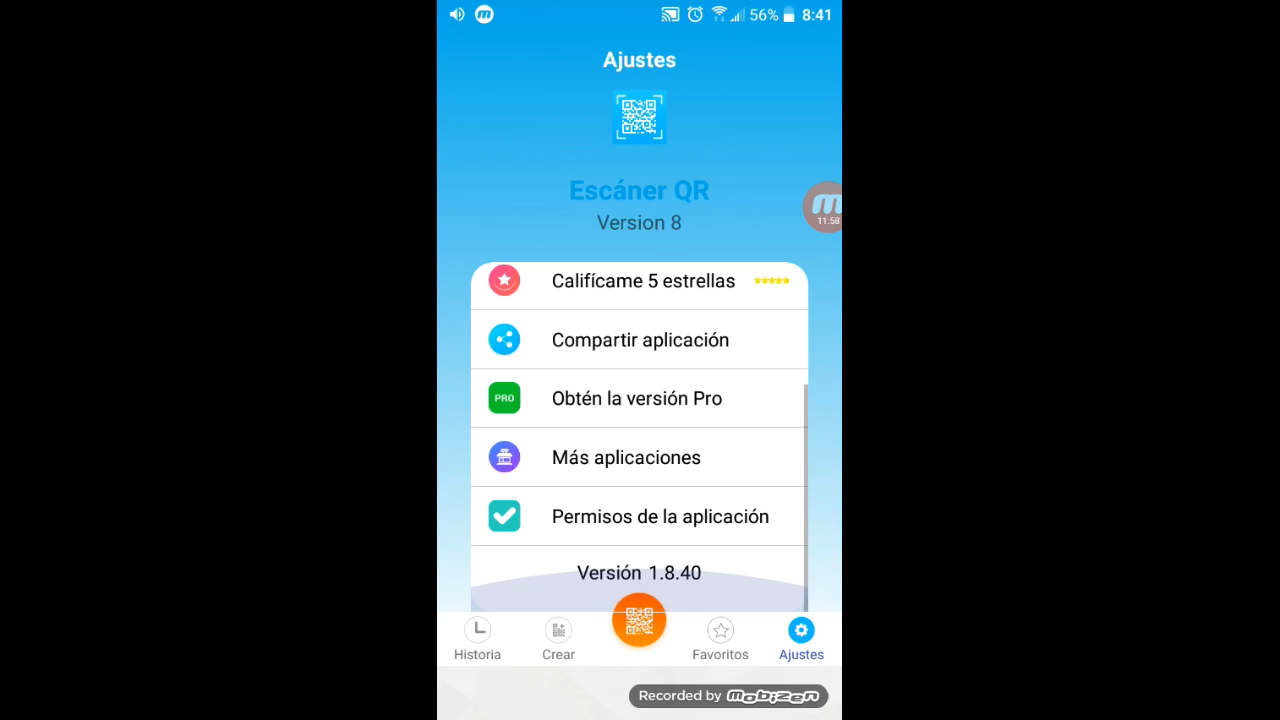 56% 8:41
Ajustes
Escáner QR
Version 8
11:58
Califícame 5 estrellas
Compartir aplicación
PRO Obtén la versión Pro
Más aplicaciones
Permisos de la aplicación
Versión 1.8.40
Historia Crear Favoritos Ajustes
Recorded by mobizen